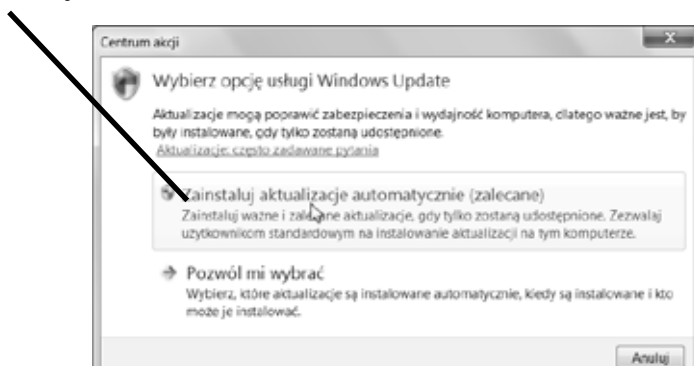 Centrum akcji
Wybierz opcję usługi Windows Update
Aktualizacje mogą poprawić zabezpieczenia i wydajność komputera, dlatego ważne jest, by
były instalowane, gdy tylko zostaną udostępnione.
Aktualizacje: często zadawane pytania
Zainstaluj aktualizacje automatycznie (zalecane)
Zainstaluj ważne i zalecane aktualizacje, gdy tylko zostaną udostępnione. Zezwalaj
użytkownikom standardowym na instalowanie aktualizacji na tym komputerze.
Pozwól mi wybrać
Wybierz, które aktualizacje są instalowane automatycznie, kiedy są instalowane i kto
może je instalować.
Anuluj